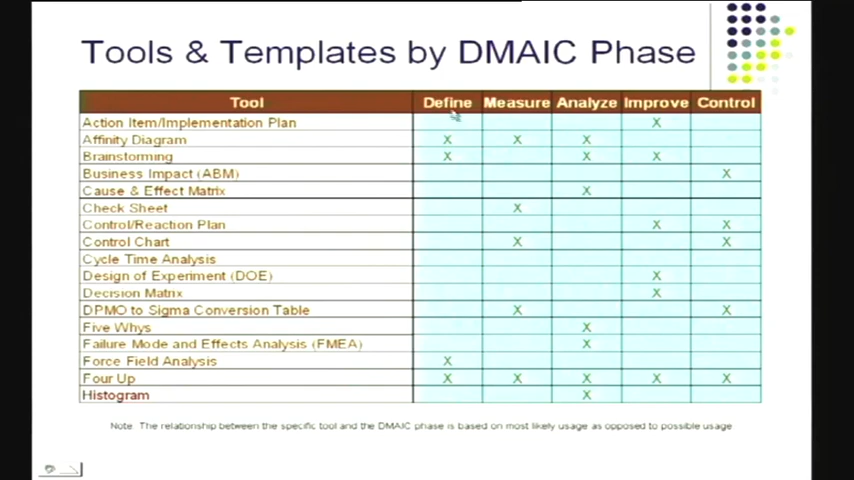 Tools & Templates by DMAIC Phase
Tool Define Measure Analyze Improve Control
Action Item/Implementation Plan X
Affinity Diagram X X X
Brainstorming X X X
Business Impact (ABM) X
Cause & Effect Matrix X
Check Sheet X
Control/Reaction Plan X X
Control Chart X X
Cycle Time Analysis
Design of Experiment (DOE) X
Decision Matrix X
DPMO to Sigma Conversion Table X X
Five Whys X
Failure Mode and Effects Analysis (FMEA) X
Force Field Analysis X
Four Up X X X X X
Histogram X
Note: The relationship between the specific tool and the DMAIC phase is based on most likely usage as opposed to possible usage